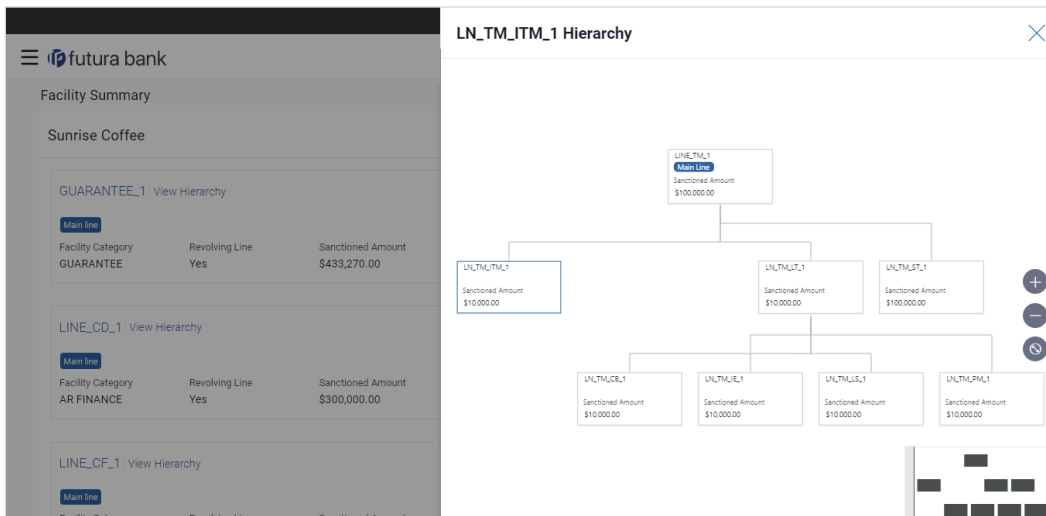 futura bank
Facility Summary
Sunrise Coffee
GUARANTEE_1 View Hierarchy
Main line
Facility Category Revolving Line Sanctioned Amount
GUARANTEE Yes $433,270.00
LINE_CD_1 View Hierarchy
Main line
Facility Category Revolving Line Sanctioned Amount
AR FINANCE Yes $300,000.00
LINE_CF_1 View Hierarchy
Main line
LN_TM_ITM_1 Hierarchy
LINE_TM_1
Main Line
Sanctioned Amount
$100,000.00
LN_TM_ITM_1
Sanctioned Amount
$10,000.00
LN_TM_LT_1
Sanctioned Amount
$10,000.00
LN_TM_ST_1
Sanctioned Amount
$100,000.00
LN_TM_CB_1
Sanctioned Amount
$10,000.00
LN_TM_IE_1
Sanctioned Amount
$10,000.00
LN_TM_LS_1
Sanctioned Amount
$10,000.00
LN_TM_PM_1
Sanctioned Amount
$10,000.00